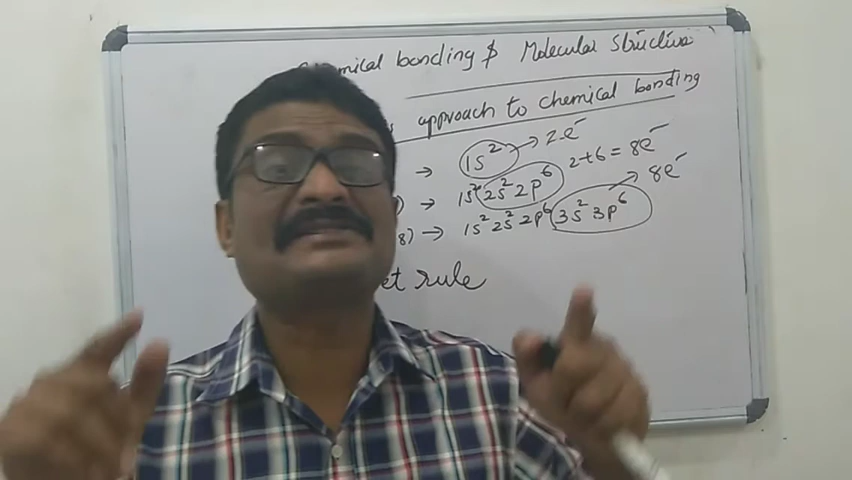 Chemical bonding & Molecular Structure
approach to chemical bonding
→ 1s² → 2e⁻
) → 1s² 2s² 2p⁶ 2+6 = 8e⁻
8) → 1s² 2s² 2p⁶ 3s² 3p⁶ → 8e⁻
et rule